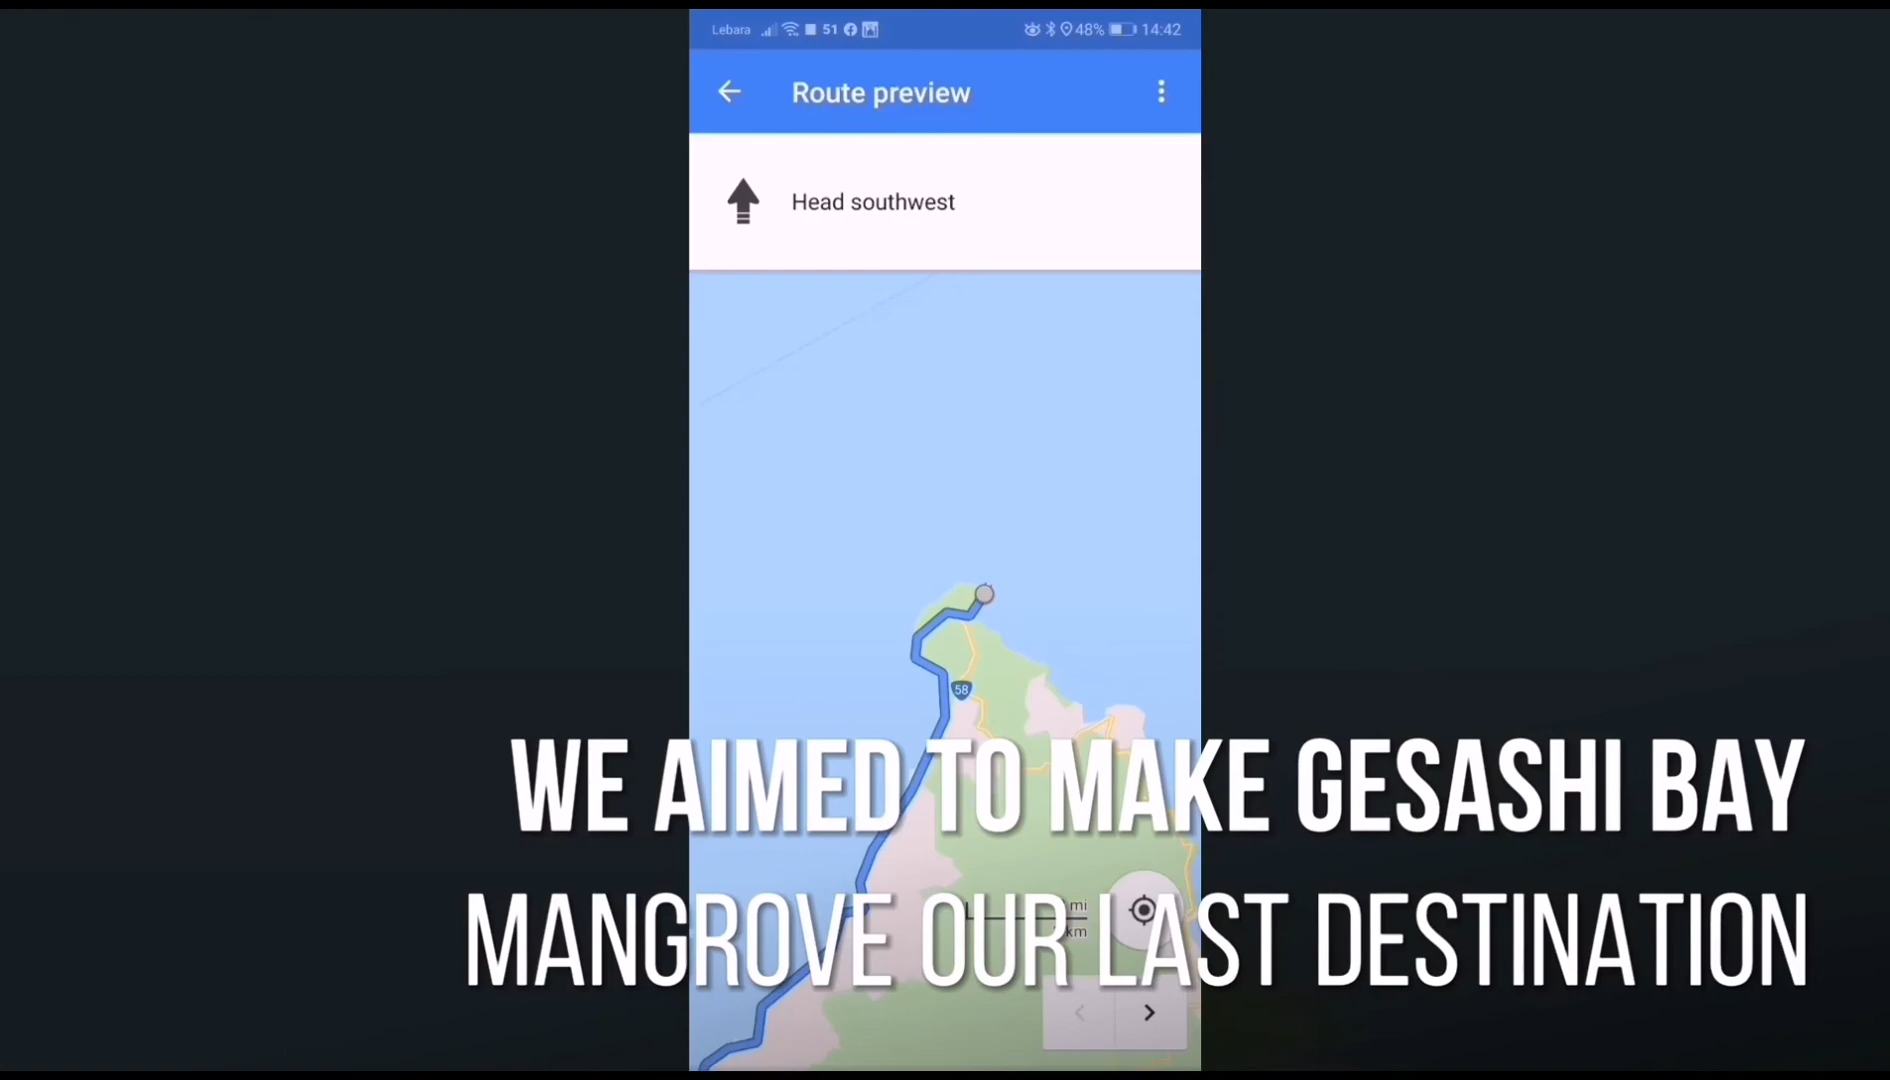 Lebara 51 48% 14:42
Route preview
Head southwest
58
WE AIMED TO MAKE GESASHI BAY
mi
MANGROVE OUR LAST DESTINATION
km